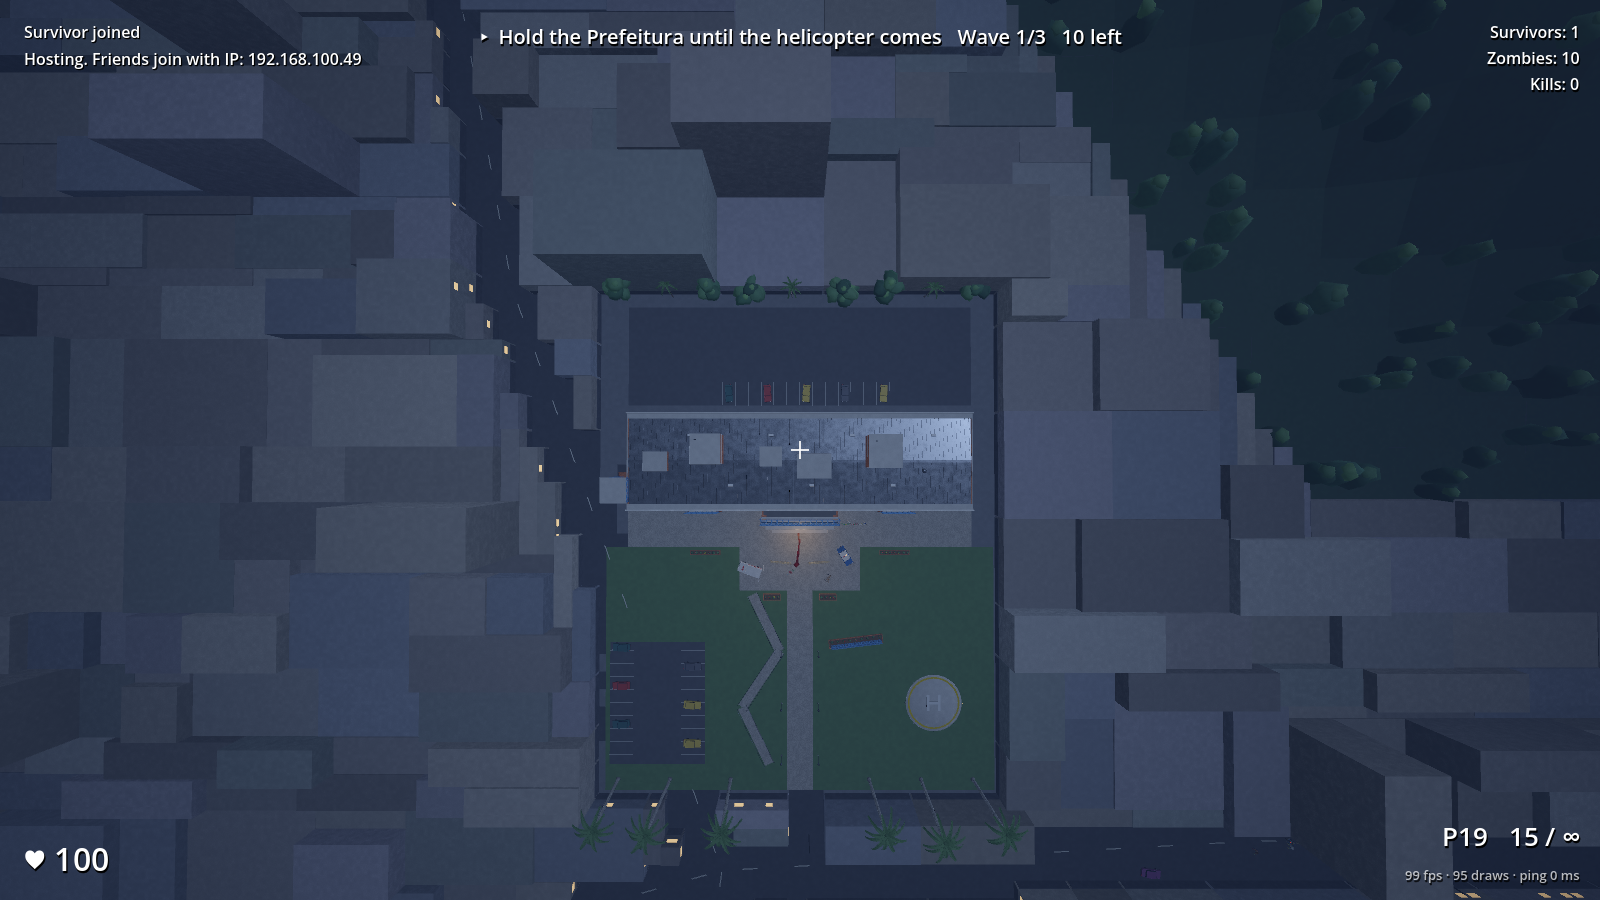 Survivor joined
Hosting. Friends join with IP: 192.168.100.49
▸ Hold the Prefeitura until the helicopter comes Wave 1/3 10 left
Survivors: 1
Zombies: 10
Kills: 0
H
100
P19 15 / ∞
99 fps · 95 draws · ping 0 ms